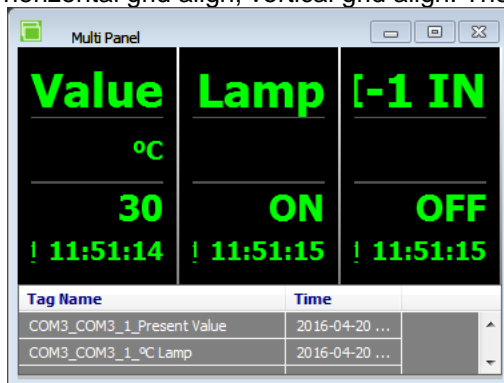 horizontal grid align, vertical grid align. The
Multi Panel
Value Lamp [-1 IN
ºC
30 ON OFF
11:51:14 11:51:15 11:51:15
Tag Name Time
COM3_COM3_1_Present Value 2016-04-20 ...
COM3_COM3_1_ºC Lamp 2016-04-20 ...